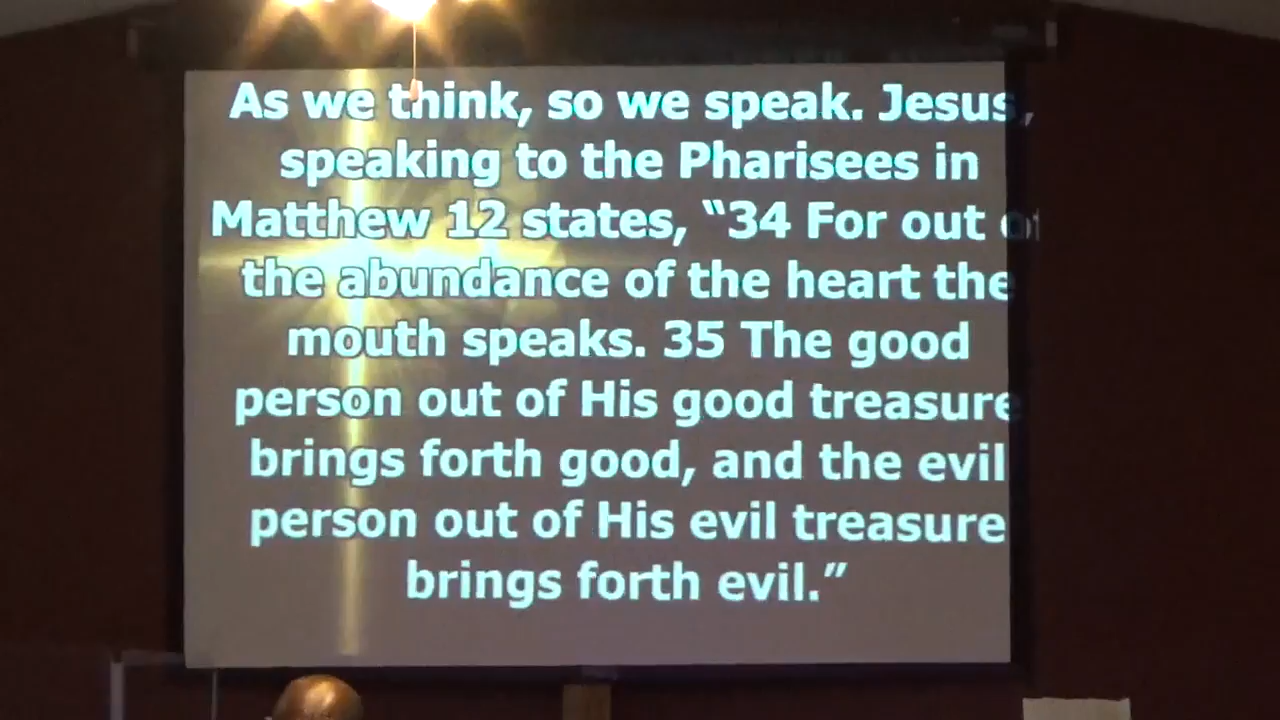 As we think, so we speak. Jesus,
speaking to the Pharisees in
Matthew 12 states, “34 For out of
the abundance of the heart the
mouth speaks. 35 The good
person out of His good treasure
brings forth good, and the evil
person out of His evil treasure
brings forth evil.”